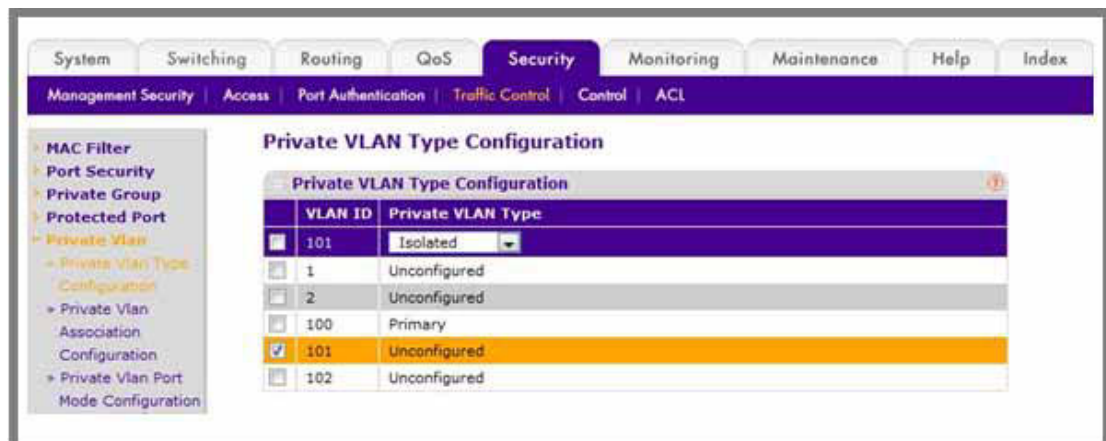 System Switching Routing QoS Security Monitoring Maintenance Help Index
Management Security Access Port Authentication Traffic Control Control ACL
MAC Filter
Port Security
Private Group
Protected Port
Private Vlan
Private Vlan Type
Configuration
Private Vlan
Association
Configuration
Private Vlan Port
Mode Configuration
Private VLAN Type Configuration
Private VLAN Type Configuration
VLAN ID Private VLAN Type
101 Isolated
1 Unconfigured
2 Unconfigured
100 Primary
101 Unconfigured
102 Unconfigured